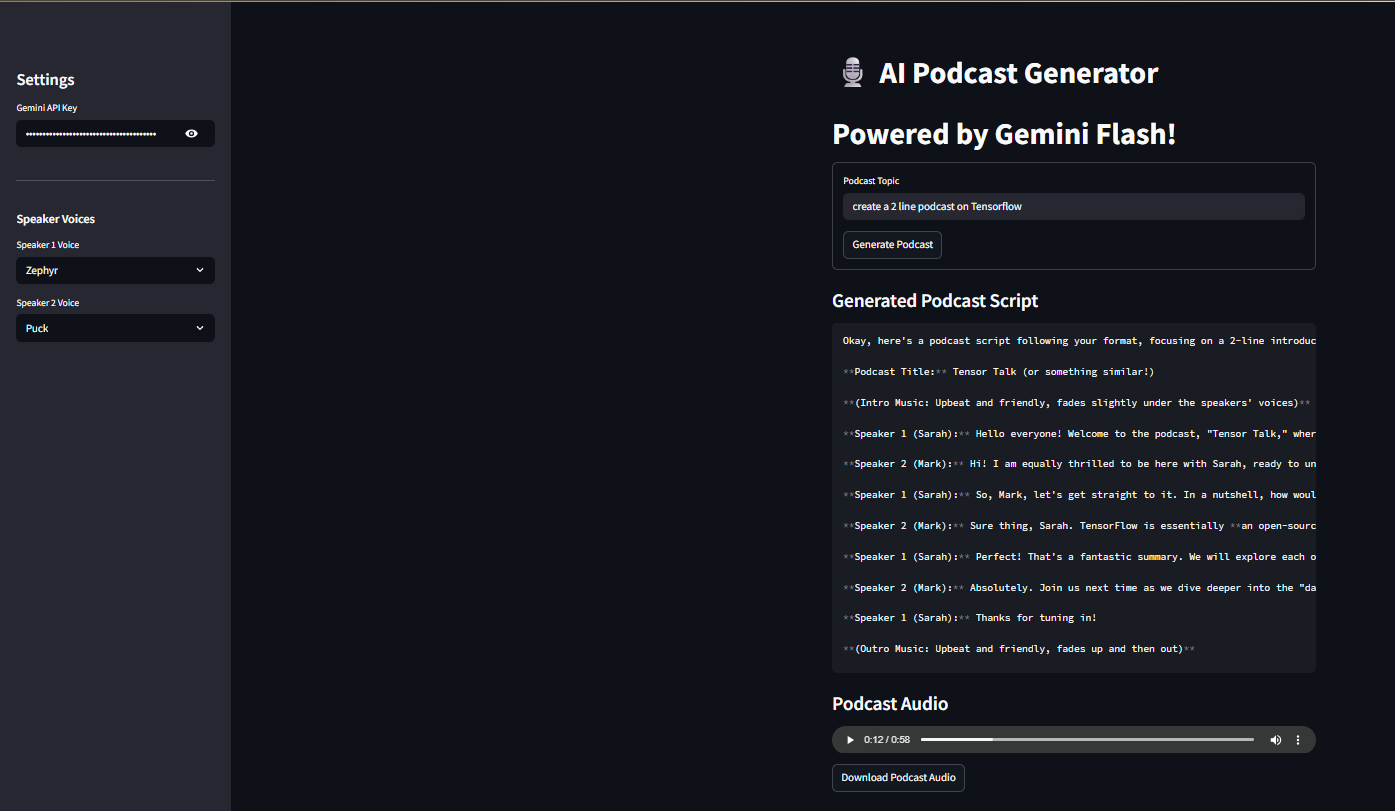 Settings
Gemini API Key
Speaker Voices
Speaker 1 Voice
Zephyr
Speaker 2 Voice
Puck
AI Podcast Generator
Powered by Gemini Flash!
Podcast Topic
create a 2 line podcast on Tensorflow
Generate Podcast
Generated Podcast Script
Okay, here's a podcast script following your format, focusing on a 2-line introduc
**Podcast Title:** Tensor Talk (or something similar!)
**(Intro Music: Upbeat and friendly, fades slightly under the speakers' voices)**
**Speaker 1 (Sarah):** Hello everyone! Welcome to the podcast, "Tensor Talk," wher
**Speaker 2 (Mark):** Hi! I am equally thrilled to be here with Sarah, ready to un
**Speaker 1 (Sarah):** So, Mark, let's get straight to it. In a nutshell, how woul
**Speaker 2 (Mark):** Sure thing, Sarah. TensorFlow is essentially **an open-sourc
**Speaker 1 (Sarah):** Perfect! That's a fantastic summary. We will explore each o
**Speaker 2 (Mark):** Absolutely. Join us next time as we dive deeper into the "da
**Speaker 1 (Sarah):** Thanks for tuning in!
**(Outro Music: Upbeat and friendly, fades up and then out)**
Podcast Audio
0:12 / 0:58
Download Podcast Audio